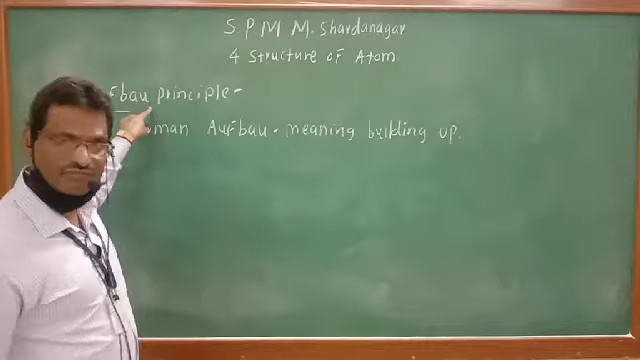 S. P. M. M. Shardanagar
4 Structure of Atom.
fbau principle-
man Aufbau - meaning building up.